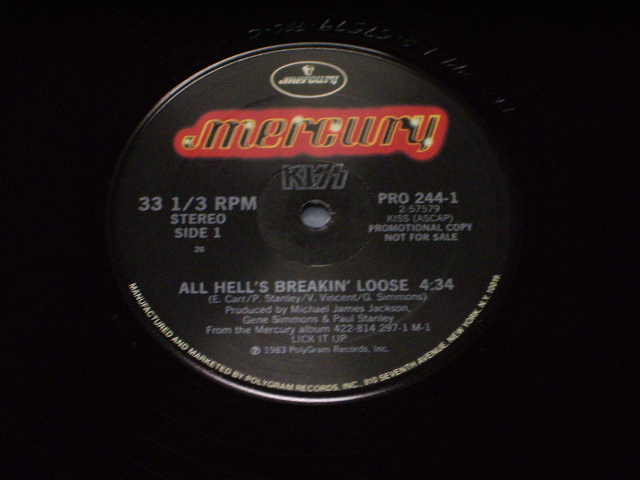 mercury
mercury
KISS
33 1/3 RPM
STEREO
SIDE 1
26
PRO 244-1
2-57579
KISS (ASCAP)
PROMOTIONAL COPY
NOT FOR SALE
ALL HELL'S BREAKIN' LOOSE 4:34
(E. Carr/P. Stanley/V. Vincent/G. Simmons)
Produced by Michael James Jackson,
Gene Simmons & Paul Stanley
From the Mercury album 422-814 297-1 M-1
LICK IT UP
℗ 1983 PolyGram Records, Inc.
MANUFACTURED AND MARKETED BY POLYGRAM RECORDS, INC. 810 SEVENTH AVENUE, NEW YORK, N.Y. 10019